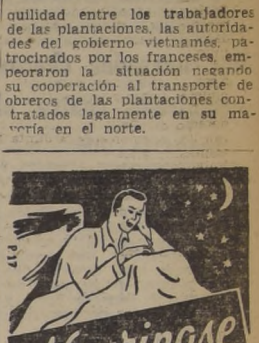 quilidad entre los trabajadores
de las plantaciones, las autorida-
des del gobierno vietnamés, pa-
trocinados por los franceses, em-
peoraron la situación negando
su cooperación al transporte de
obreros de las plantaciones con-
tratados lagalmente en su ma-
yoría en el norte.
P17